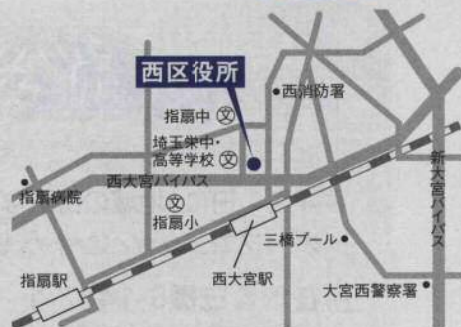 西区役所
西消防署
指扇中 文
埼玉栄中・
高等学校 文
西大宮バイパス
指扇病院
文
指扇小
新大宮バイパス
三橋プール
西大宮駅
指扇駅
大宮西警察署